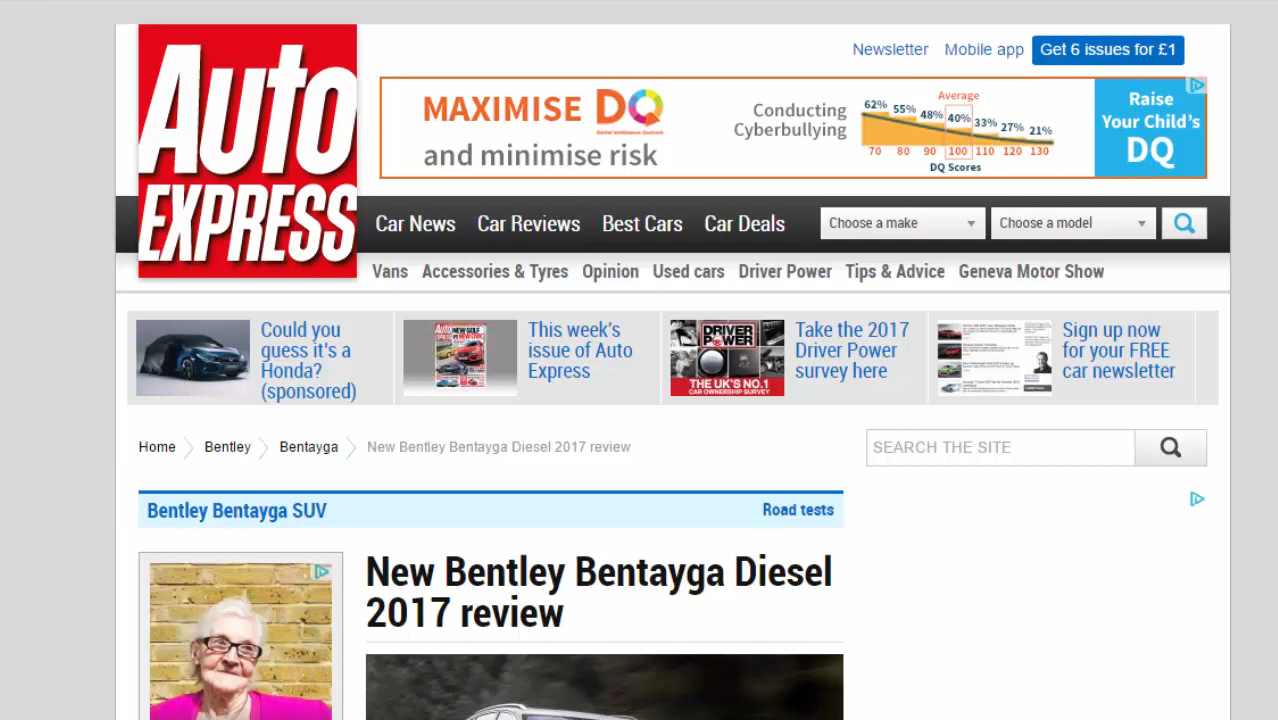 Auto
EXPRESS
Newsletter
Mobile app
Get 6 issues for £1
MAXIMISE DQ
and minimise risk
Conducting
Cyberbullying
Average
62% 55% 48% 40% 33% 27% 21%
70 80 90 100 110 120 130
DQ Scores
Raise
Your Child's
DQ
Car News Car Reviews Best Cars Car Deals
Choose a make
Choose a model
Vans Accessories & Tyres Opinion Used cars Driver Power Tips & Advice Geneva Motor Show
Could you
guess it's a
Honda?
(sponsored)
This week's
issue of Auto
Express
DRIVER
POWER
THE UK'S NO.1
CAR OWNERSHIP SURVEY
Take the 2017
Driver Power
survey here
Sign up now
for your FREE
car newsletter
Home Bentley Bentayga New Bentley Bentayga Diesel 2017 review
SEARCH THE SITE
Bentley Bentayga SUV
Road tests
New Bentley Bentayga Diesel
2017 review